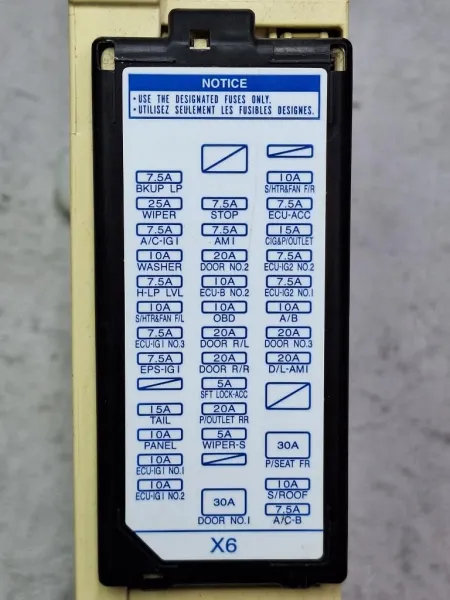 NOTICE
• USE THE DESIGNATED FUSES ONLY.
• UTILISEZ SEULEMENT LES FUSIBLES DESIGNES.
7.5A
BKUP LP
25A
WIPER
7.5A
A/C-IG1
10A
WASHER
7.5A
H-LP LVL
10A
S/HTR&FAN F/L
7.5A
ECU-IG1 NO.3
7.5A
EPS-IG1
15A
TAIL
10A
PANEL
10A
ECU-IG1 NO.1
10A
ECU-IG1 NO.2
7.5A
STOP
7.5A
AM1
20A
DOOR NO.2
10A
ECU-B NO.2
10A
OBD
20A
DOOR R/L
20A
DOOR R/R
5A
SFT LOCK-ACC
20A
P/OUTLET RR
5A
WIPER-S
30A
DOOR NO.1
10A
S/HTR&FAN F/R
7.5A
ECU-ACC
15A
CIG&P/OUTLET
7.5A
ECU-IG2 NO.2
7.5A
ECU-IG2 NO.1
10A
A/B
20A
DOOR NO.3
20A
D/L-AM1
30A
P/SEAT FR
10A
S/ROOF
7.5A
A/C-B
X6